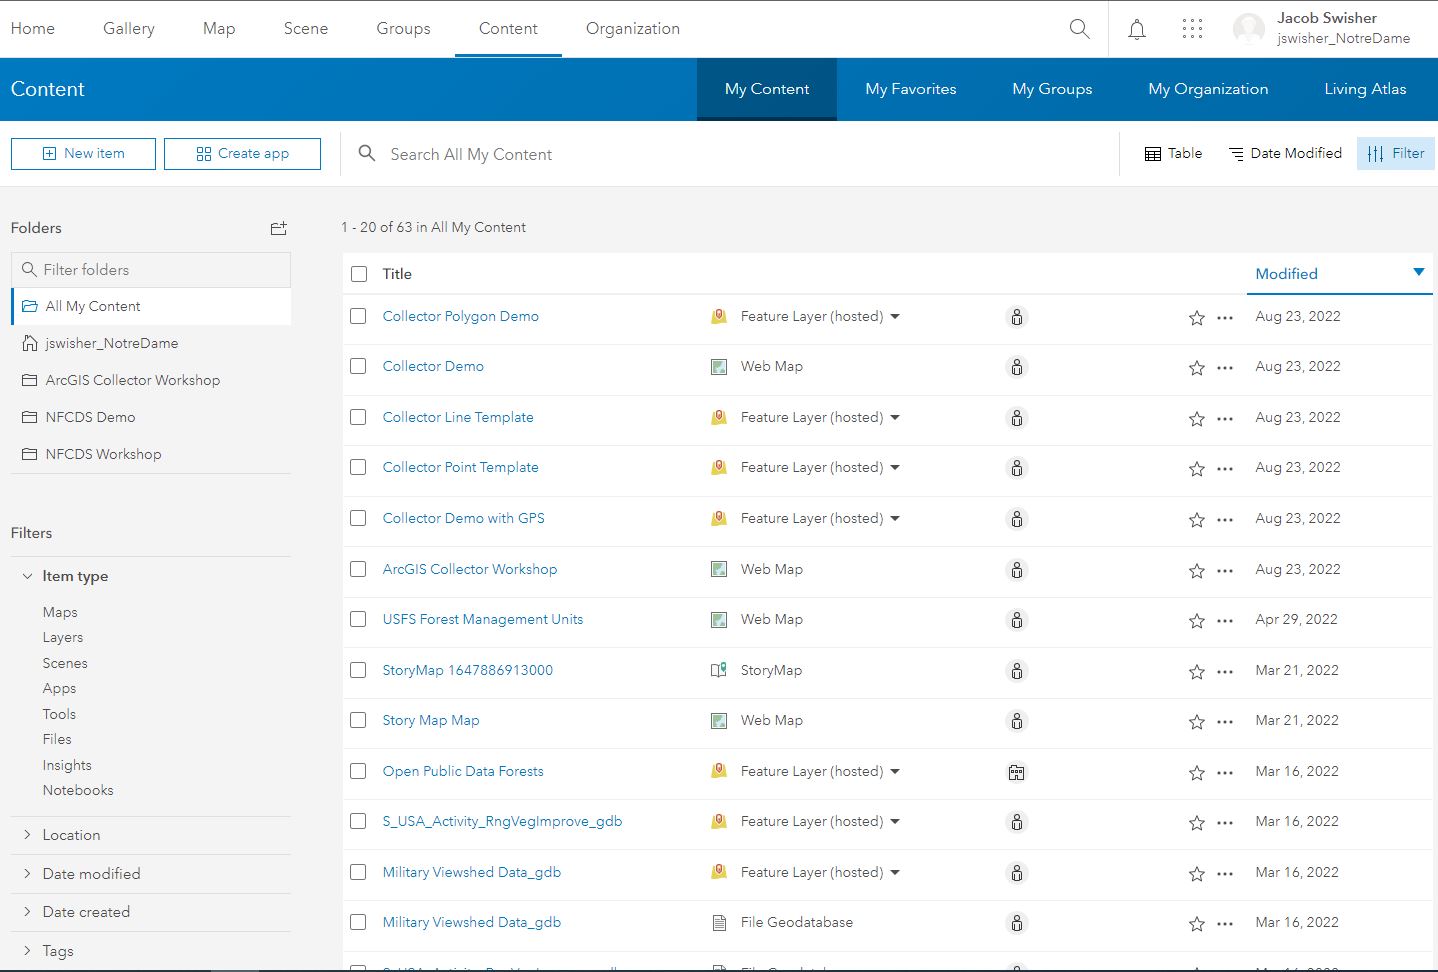 Home Gallery Map Scene Groups Content Organization Jacob Swisher
jswisher_NotreDame
Content My Content My Favorites My Groups My Organization Living Atlas
New item Create app Search All My Content Table Date Modified Filter
Folders
Filter folders
All My Content
jswisher_NotreDame
ArcGIS Collector Workshop
NFCDS Demo
NFCDS Workshop
Filters
Item type
Maps
Layers
Scenes
Apps
Tools
Files
Insights
Notebooks
Location
Date modified
Date created
Tags
1 - 20 of 63 in All My Content
Title Modified
Collector Polygon Demo Feature Layer (hosted) Aug 23, 2022
Collector Demo Web Map Aug 23, 2022
Collector Line Template Feature Layer (hosted) Aug 23, 2022
Collector Point Template Feature Layer (hosted) Aug 23, 2022
Collector Demo with GPS Feature Layer (hosted) Aug 23, 2022
ArcGIS Collector Workshop Web Map Aug 23, 2022
USFS Forest Management Units Web Map Apr 29, 2022
StoryMap 1647886913000 StoryMap Mar 21, 2022
Story Map Map Web Map Mar 21, 2022
Open Public Data Forests Feature Layer (hosted) Mar 16, 2022
S_USA_Activity_RngVegImprove_gdb Feature Layer (hosted) Mar 16, 2022
Military Viewshed Data_gdb Feature Layer (hosted) Mar 16, 2022
Military Viewshed Data_gdb File Geodatabase Mar 16, 2022